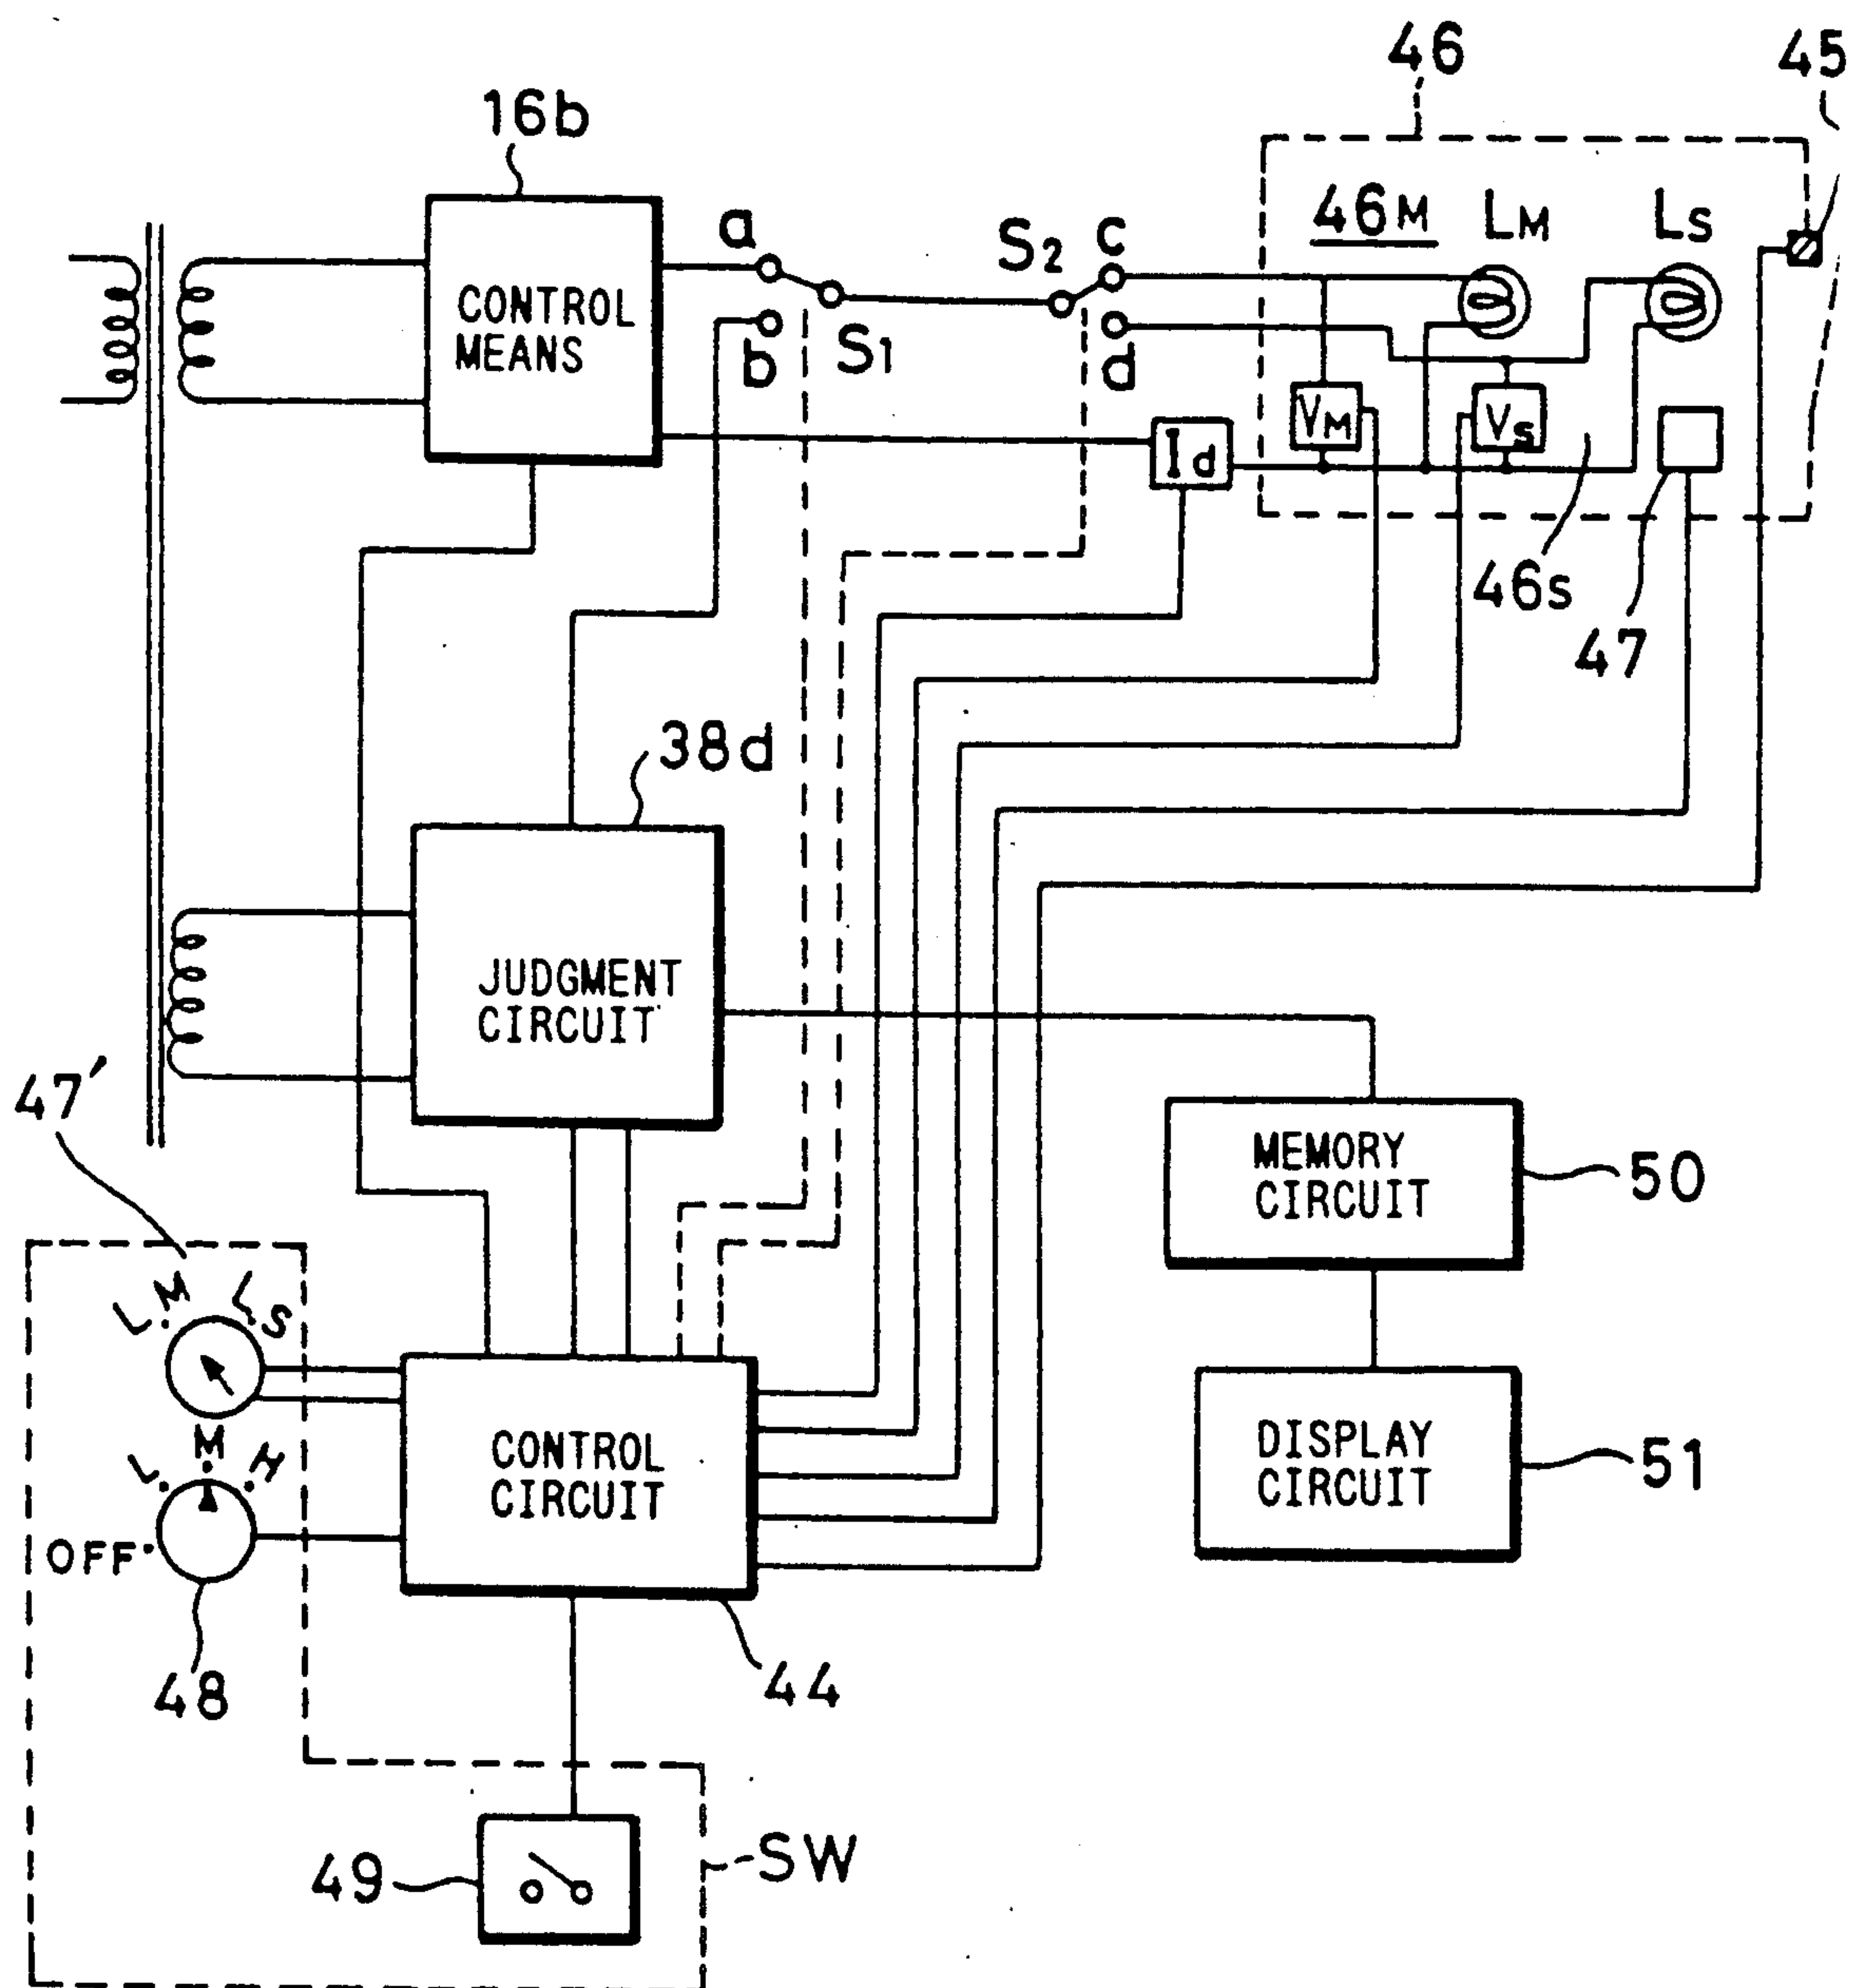 46
45
16b
46M
LM
LS
a
S2
c
CONTROL
MEANS
b
S1
d
VM
Vs
Id
46s
47
38d
JUDGMENT
CIRCUIT
47'
MEMORY
CIRCUIT
50
L.M
LS
M
L
H
OFF
CONTROL
CIRCUIT
DISPLAY
CIRCUIT
51
48
44
49
SW